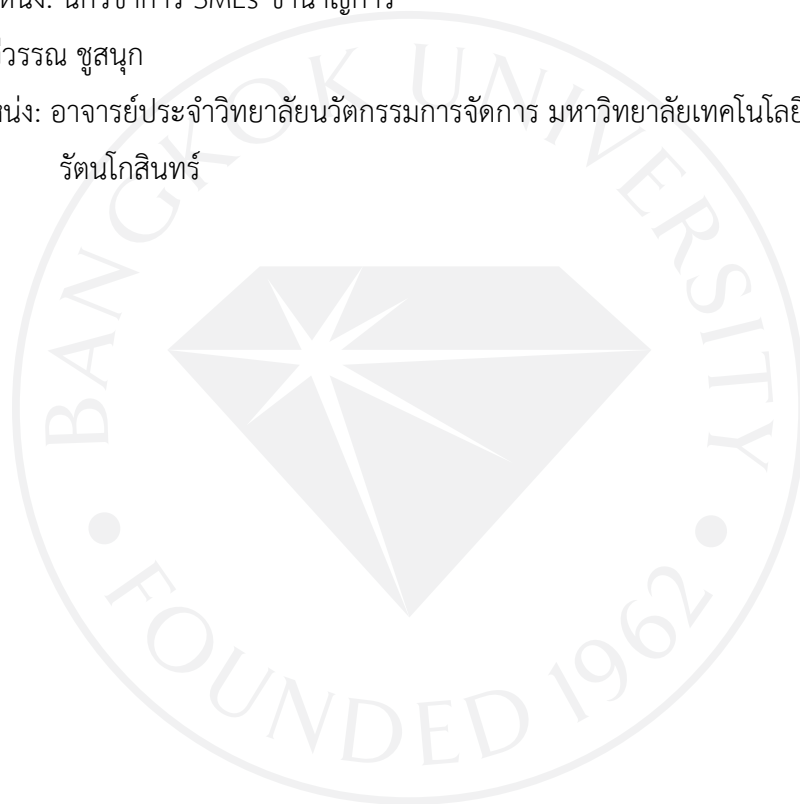 นักวิชาการ SMEs ชำนาญการ
วรรณ ชูสนุก
อาจารย์ประจำวิทยาลัยนวัตกรรมการจัดการ มหาวิทยาลัยเทคโนโลยี
รัตนโกสินทร์
BANGKOK UNIVERSITY
FOUNDED 1962